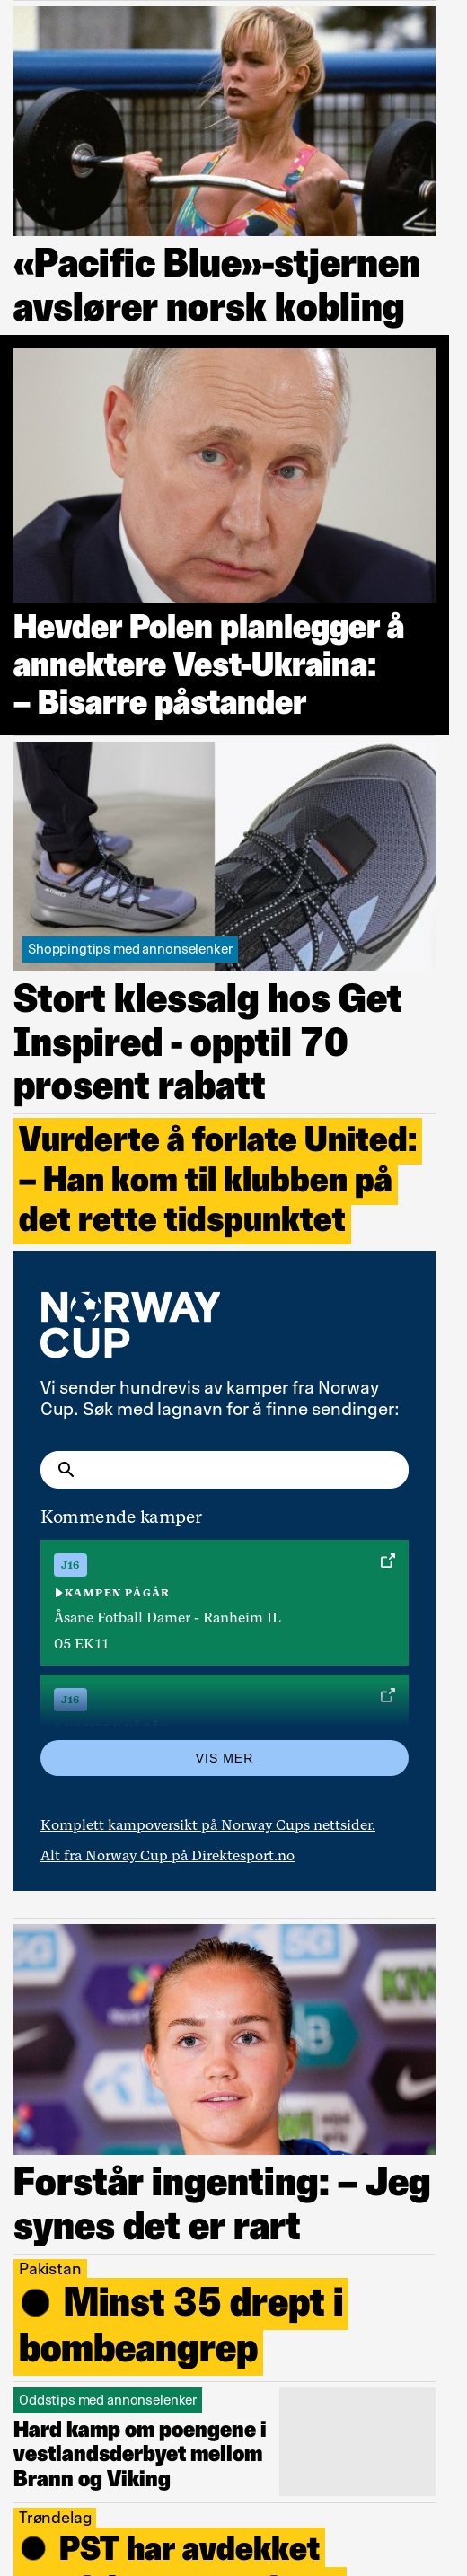 «Pacific Blue»-stjernen
avslører norsk kobling
Hevder Polen planlegger å
annektere Vest-Ukraina:
– Bisarre påstander
Shoppingtips med annonselenker
Stort klessalg hos Get
Inspired - opptil 70
prosent rabatt
Vurderte å forlate United:
– Han kom til klubben på
det rette tidspunktet
NORWAY
CUP
Vi sender hundrevis av kamper fra Norway
Cup. Søk med lagnavn for å finne sendinger:
Kommende kamper
J16
KAMPEN PÅGÅR
Åsane Fotball Damer - Ranheim IL
05 EK11
J16
VIS MER
Komplett kampoversikt på Norway Cups nettsider.
Alt fra Norway Cup på Direktesport.no
Forstår ingenting: – Jeg
synes det er rart
Pakistan
Minst 35 drept i
bombeangrep
Oddstips med annonselenker
Hard kamp om poengene i
vestlandsderbyet mellom
Brann og Viking
Trøndelag
PST har avdekket